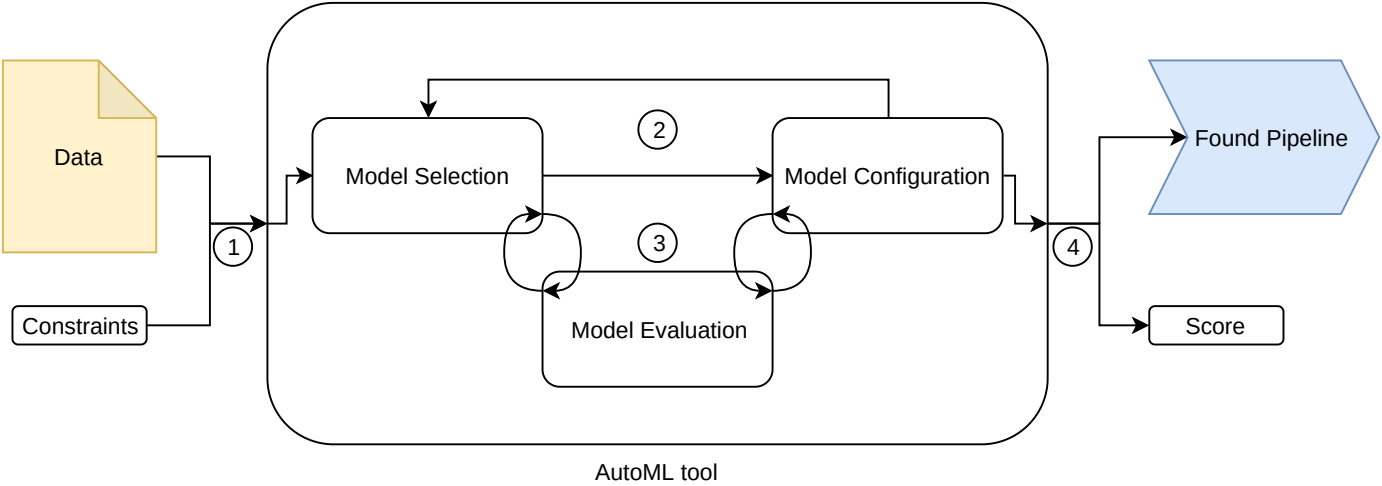 Data
Constraints
1
Model Selection
2
Model Configuration
3
Model Evaluation
4
Found Pipeline
Score
AutoML tool